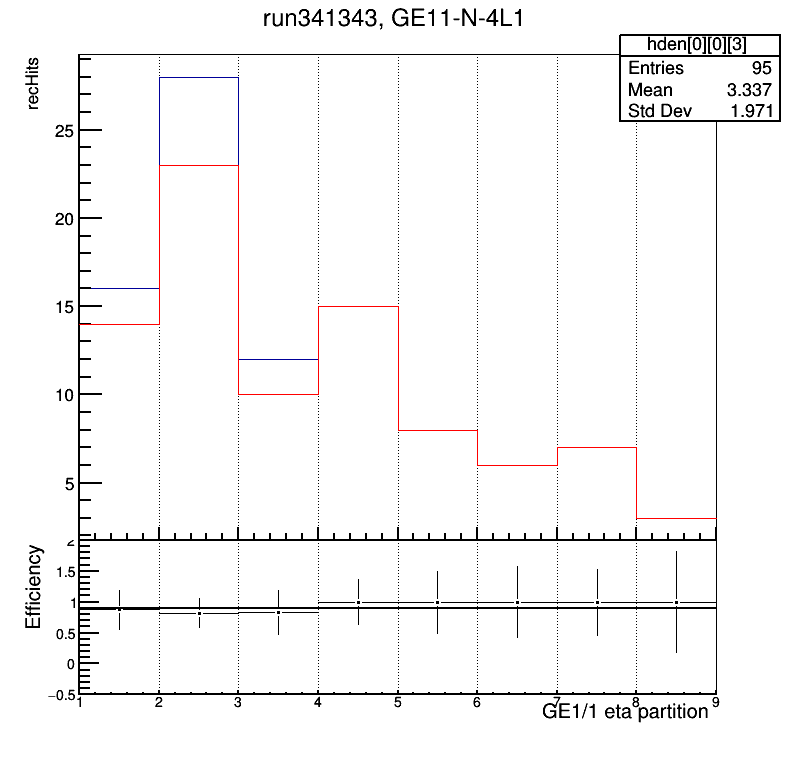 run341343, GE11-N-4L1
hden[0][0][3]
Entries 95
Mean 3.337
Std Dev 1.971
recHits
25
20
15
10
5
Efficiency
2
1.5
1
0.5
0
−0.5
1 2 3 4 5 6 7 8 9
GE1/1 eta partition